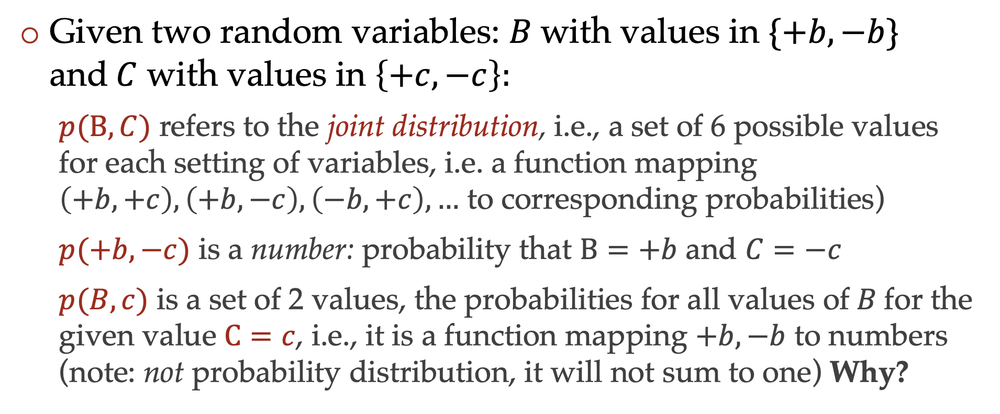 ○ Given two random variables: B with values in {+b, −b}
and C with values in {+c, −c}:
p(B, C) refers to the joint distribution, i.e., a set of 6 possible values
for each setting of variables, i.e. a function mapping
(+b, +c), (+b, −c), (−b, +c), ... to corresponding probabilities)
p(+b, −c) is a number: probability that B = +b and C = −c
p(B, c) is a set of 2 values, the probabilities for all values of B for the
given value C = c, i.e., it is a function mapping +b, −b to numbers
(note: not probability distribution, it will not sum to one) Why?